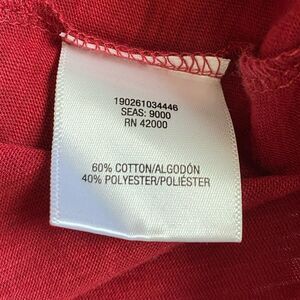 190261034446
SEAS: 9000
RN 42000
60% COTTON/ALGODÓN
40% POLYESTER/POLIÉSTER